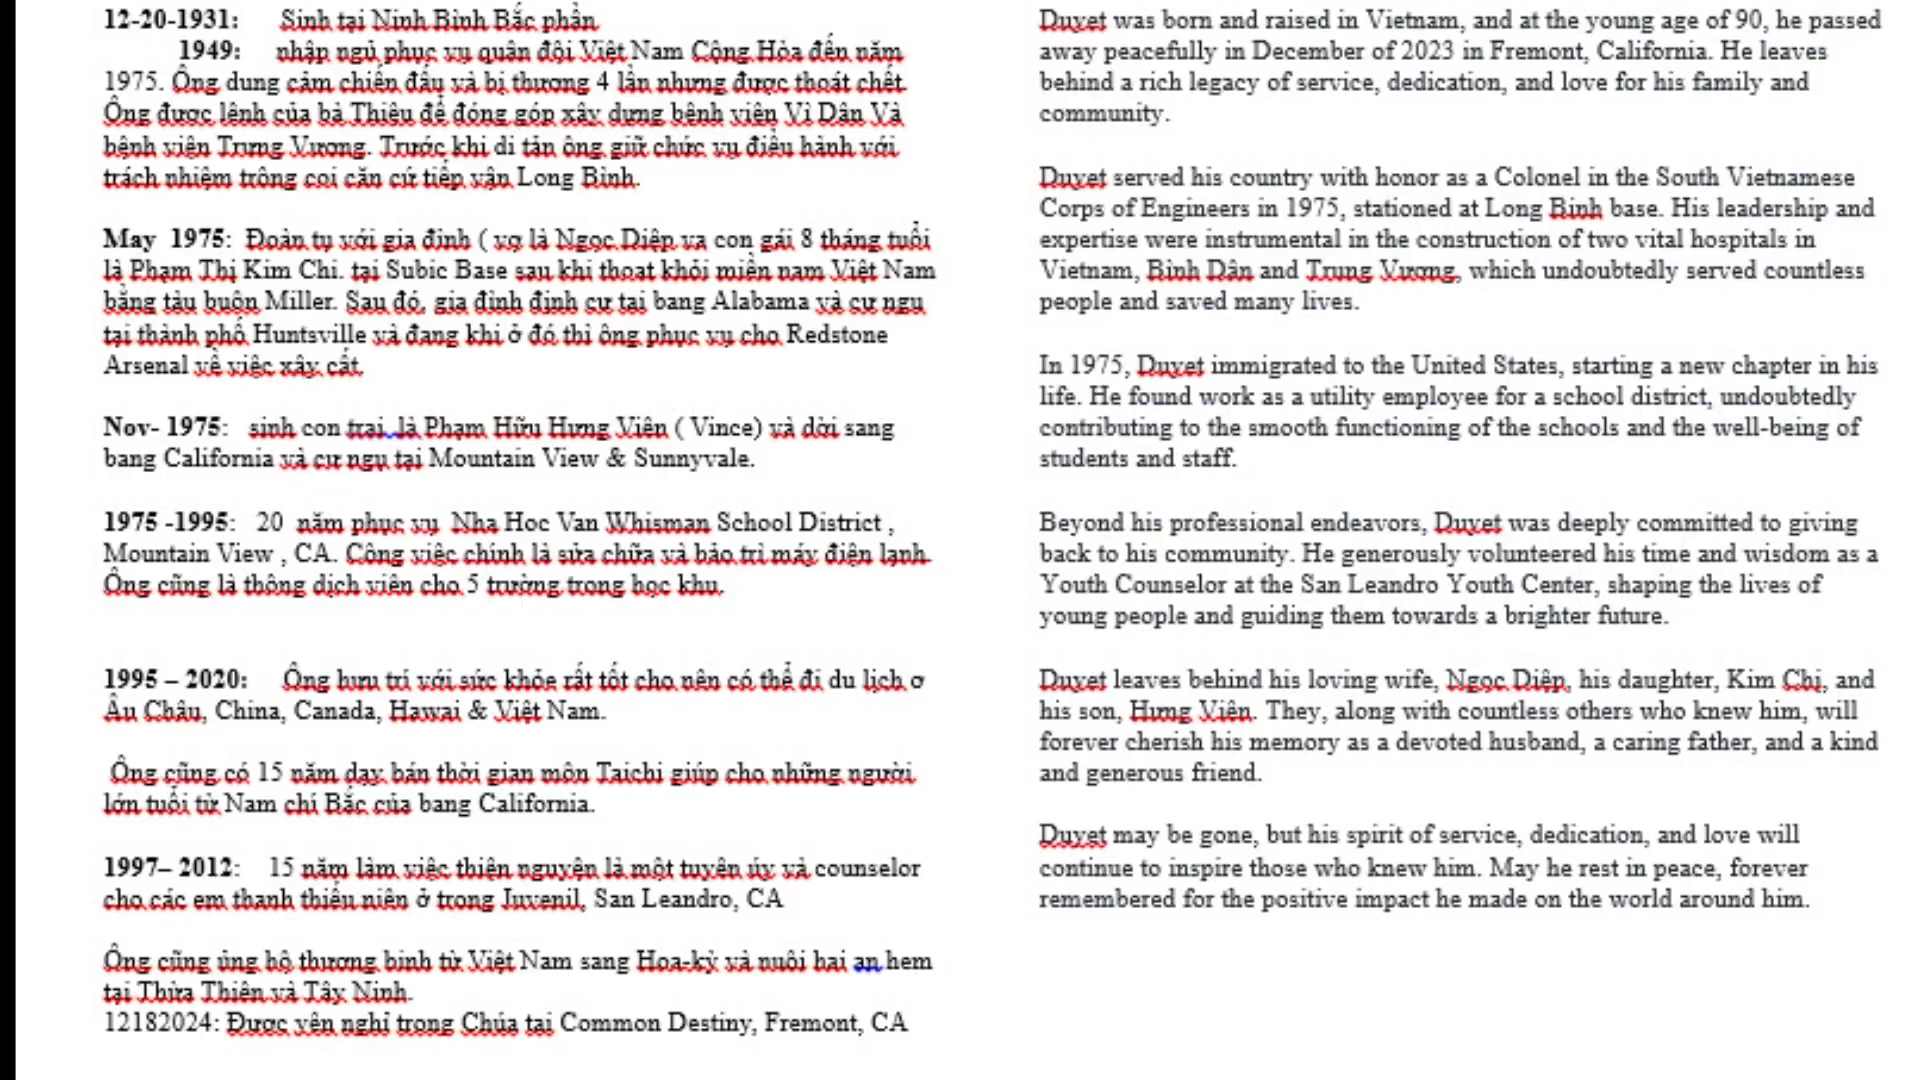 12-20-1931: Sinh tại Ninh Bình Bắc phần
1949: nhập ngủ phục vụ quân đội Việt Nam Cộng Hòa đến năm
1975. Ông dung cảm chiến đấu và bị thương 4 lần nhưng được thoát chết.
Ông được lệnh của bà Thiệu để đóng góp xây dựng bệnh viện Vì Dân Và
bệnh viện Trưng Vương. Trước khi di tản ông giữ chức vụ điều hành với
trách nhiệm trông coi căn cứ tiếp vận Long Bình.
May 1975: Đoàn tụ với gia đình ( vợ là Ngọc Diệp va con gái 8 tháng tuổi
là Phạm Thị Kim Chi. tại Subic Base sau khi thoat khỏi miền nam Việt Nam
bằng tàu buôn Miller. Sau đó, gia đình định cư tại bang Alabama và cư ngụ
tại thành phố Huntsville và đang khi ở đó thì ông phục vụ cho Redstone
Arsenal về việc xây cất.
Nov- 1975: sinh con trai là Phạm Hữu Hưng Viên ( Vince) và dời sang
bang California và cư ngụ tại Mountain View & Sunnyvale.
1975 -1995: 20 năm phục vụ Nha Hoc Van Whisman School District ,
Mountain View , CA. Công việc chính là sửa chữa và bảo trì máy điện lạnh.
Ông cũng là thông dịch viên cho 5 trường trong học khu.
1995 – 2020: Ông hưu trí với sức khỏe rất tốt cho nên có thể đi du lịch ơ
Âu Châu, China, Canada, Hawai & Việt Nam.
Ông cũng có 15 năm dạy bán thời gian môn Taichi giúp cho những người
lớn tuổi từ Nam chí Bắc của bang California.
1997– 2012: 15 năm làm việc thiện nguyện là một tuyên úy và counselor
cho các em thanh thiếu niên ở trong Juvenil, San Leandro, CA
Ông cũng ủng hộ thương binh từ Việt Nam sang Hoa-kỳ và nuôi hai an hem
tại Thừa Thiên và Tây Ninh.
12182024: Được yên nghỉ trong Chúa tại Common Destiny, Fremont, CA
Duyet was born and raised in Vietnam, and at the young age of 90, he passed
away peacefully in December of 2023 in Fremont, California. He leaves
behind a rich legacy of service, dedication, and love for his family and
community.
Duyet served his country with honor as a Colonel in the South Vietnamese
Corps of Engineers in 1975, stationed at Long Binh base. His leadership and
expertise were instrumental in the construction of two vital hospitals in
Vietnam, Bình Dân and Trung Vương, which undoubtedly served countless
people and saved many lives.
In 1975, Duyet immigrated to the United States, starting a new chapter in his
life. He found work as a utility employee for a school district, undoubtedly
contributing to the smooth functioning of the schools and the well-being of
students and staff.
Beyond his professional endeavors, Duyet was deeply committed to giving
back to his community. He generously volunteered his time and wisdom as a
Youth Counselor at the San Leandro Youth Center, shaping the lives of
young people and guiding them towards a brighter future.
Duyet leaves behind his loving wife, Ngọc Diệp, his daughter, Kim Chi, and
his son, Hưng Viên. They, along with countless others who knew him, will
forever cherish his memory as a devoted husband, a caring father, and a kind
and generous friend.
Duyet may be gone, but his spirit of service, dedication, and love will
continue to inspire those who knew him. May he rest in peace, forever
remembered for the positive impact he made on the world around him.